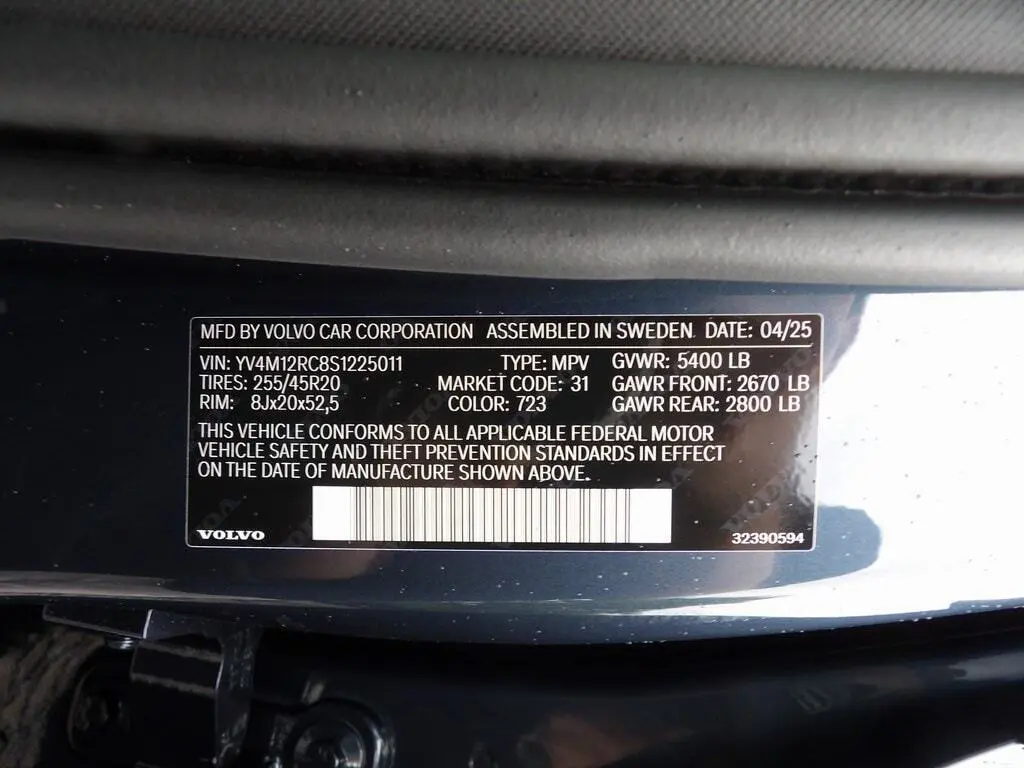 MFD BY VOLVO CAR CORPORATION ASSEMBLED IN SWEDEN DATE: 04/25
VIN: YV4M12RC8S1225011 TYPE: MPV GVWR: 5400 LB
TIRES: 255/45R20 MARKET CODE: 31 GAWR FRONT: 2670 LB
RIM: 8Jx20x52,5 COLOR: 723 GAWR REAR: 2800 LB
THIS VEHICLE CONFORMS TO ALL APPLICABLE FEDERAL MOTOR
VEHICLE SAFETY AND THEFT PREVENTION STANDARDS IN EFFECT
ON THE DATE OF MANUFACTURE SHOWN ABOVE.
VOLVO 32390594